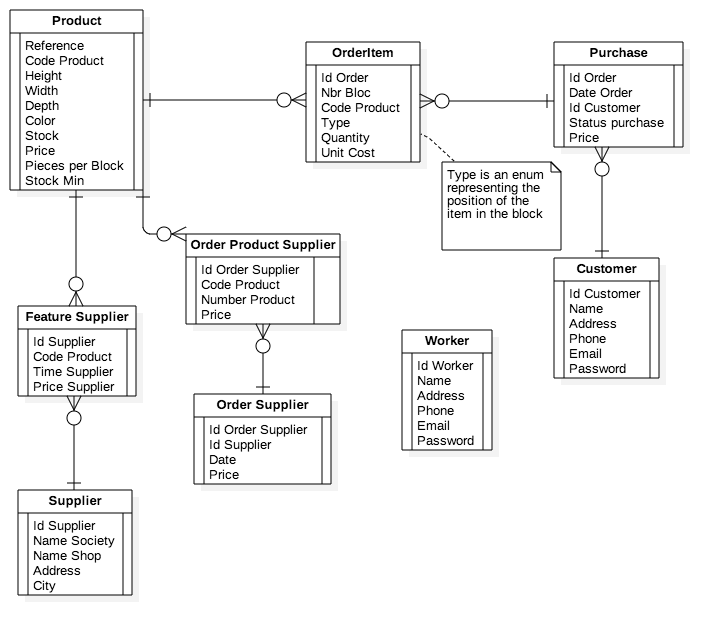 Product
Reference
Code Product
Height
Width
Depth
Color
Stock
Price
Pieces per Block
Stock Min
OrderItem
Id Order
Nbr Bloc
Code Product
Type
Quantity
Unit Cost
Purchase
Id Order
Date Order
Id Customer
Status purchase
Price
Type is an enum
representing the
position of the
item in the block
Order Product Supplier
Id Order Supplier
Code Product
Number Product
Price
Customer
Id Customer
Name
Address
Phone
Email
Password
Feature Supplier
Id Supplier
Code Product
Time Supplier
Price Supplier
Worker
Id Worker
Name
Address
Phone
Email
Password
Order Supplier
Id Order Supplier
Id Supplier
Date
Price
Supplier
Id Supplier
Name Society
Name Shop
Address
City